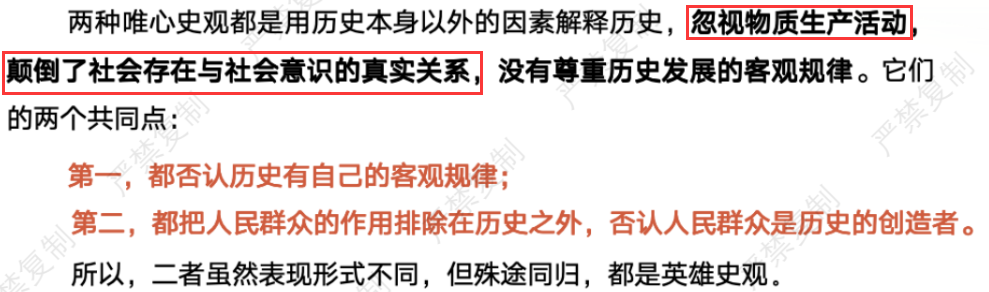 两种唯心史观都是用历史本身以外的因素解释历史，忽视物质生产活动，
颠倒了社会存在与社会意识的真实关系，没有尊重历史发展的客观规律。它们
的两个共同点：
第一，都否认历史有自己的客观规律；
第二，都把人民群众的作用排除在历史之外，否认人民群众是历史的创造者。
所以，二者虽然表现形式不同，但殊途同归，都是英雄史观。
严禁复制
严禁复制
严禁复制
严禁复制
严禁复制
严禁复制
严禁复制